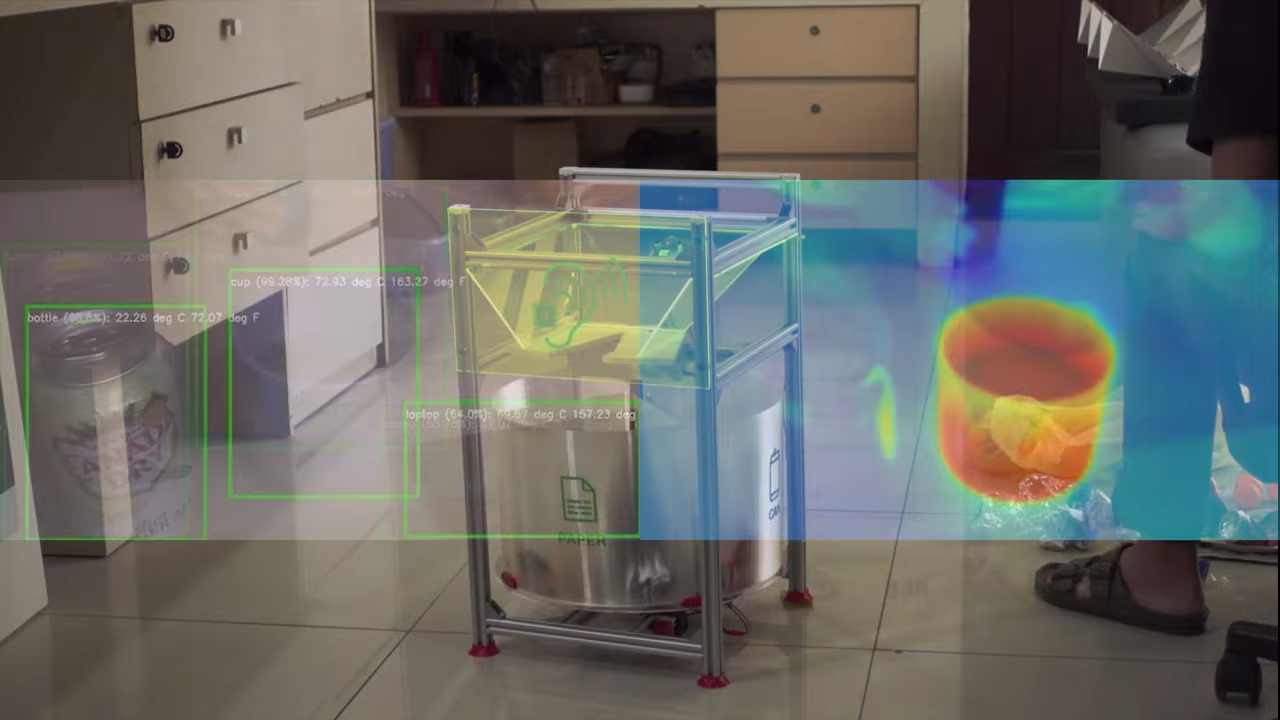 cup (99.28%): 72.93 deg C 163.27 deg F
bottle (88.6%): 22.26 deg C 72.07 deg F
laptop (64.0%): 69.57 deg C 157.23 deg
PAPER